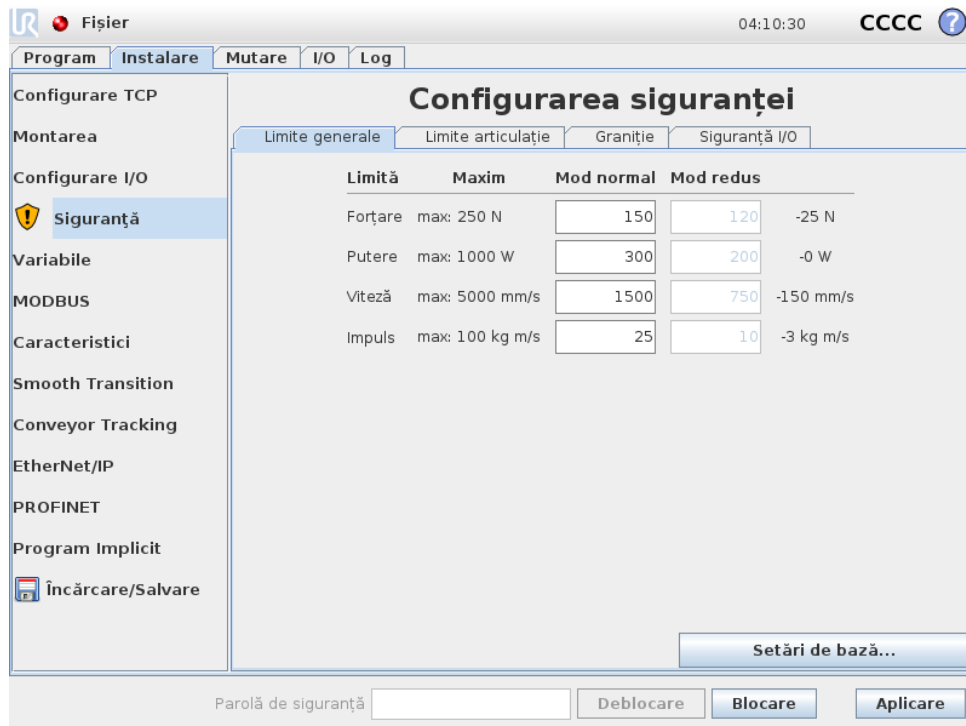 UR Fișier 04:10:30 CCCC ?
Program Instalare Mutare I/O Log
Configurare TCP
Montarea
Configurare I/O
Siguranță
Variabile
MODBUS
Caracteristici
Smooth Transition
Conveyor Tracking
EtherNet/IP
PROFINET
Program Implicit
Încărcare/Salvare
Configurarea siguranței
Limite generale Limite articulație Graniție Siguranță I/O
Limită Maxim Mod normal Mod redus
Forțare max: 250 N 150 120 -25 N
Putere max: 1000 W 300 200 -0 W
Viteză max: 5000 mm/s 1500 750 -150 mm/s
Impuls max: 100 kg m/s 25 10 -3 kg m/s
Setări de bază...
Parolă de siguranță Deblocare Blocare Aplicare